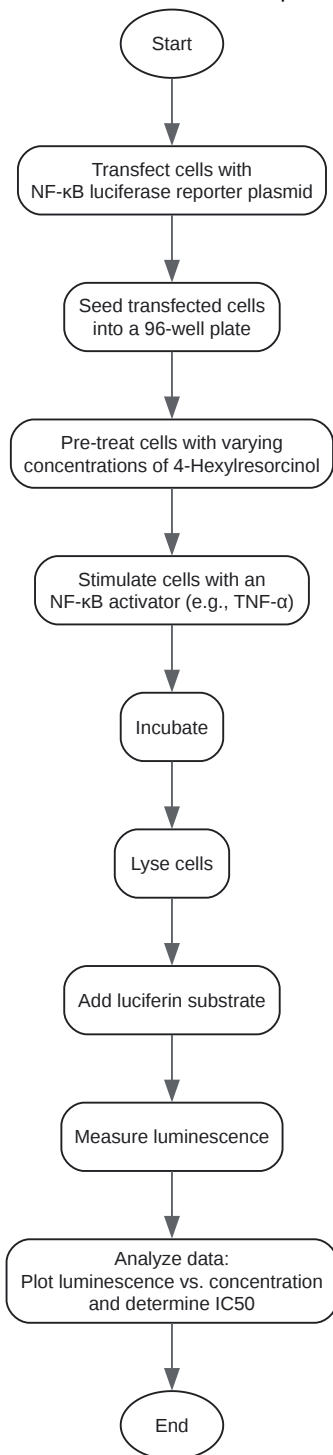 Start
Transfect cells with
NF-κB luciferase reporter plasmid
Seed transfected cells
into a 96-well plate
Pre-treat cells with varying
concentrations of 4-Hexylresorcinol
Stimulate cells with an
NF-κB activator (e.g., TNF-α)
Incubate
Lyse cells
Add luciferin substrate
Measure luminescence
Analyze data:
Plot luminescence vs. concentration
and determine IC50
End